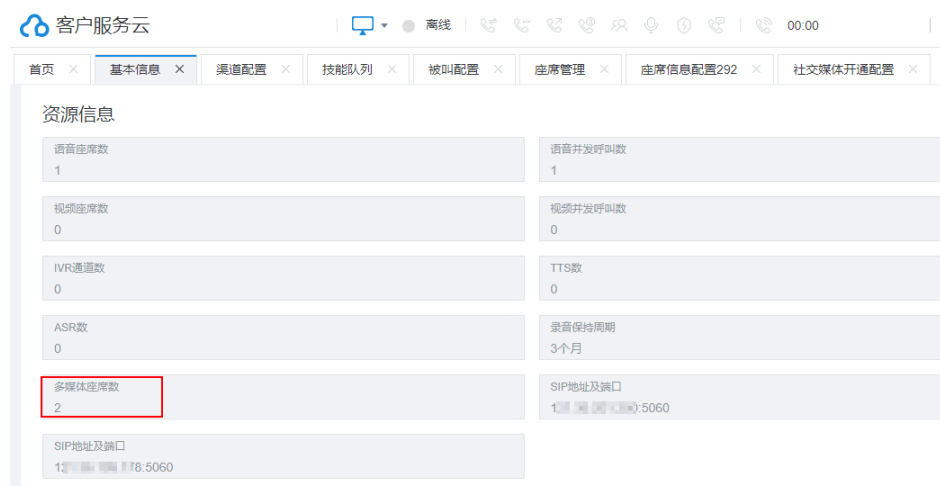 客户服务云
离线
00:00
首页 × 基本信息 × 渠道配置 × 技能队列 × 被叫配置 × 座席管理 × 座席信息配置292 × 社交媒体开通配置 ×
资源信息
语音座席数
1
语音并发呼叫数
1
视频座席数
0
视频并发呼叫数
0
IVR通道数
0
TTS数
0
ASR数
0
录音保持周期
3个月
多媒体座席数
2
SIP地址及端口
:5060
SIP地址及端口
8:5060